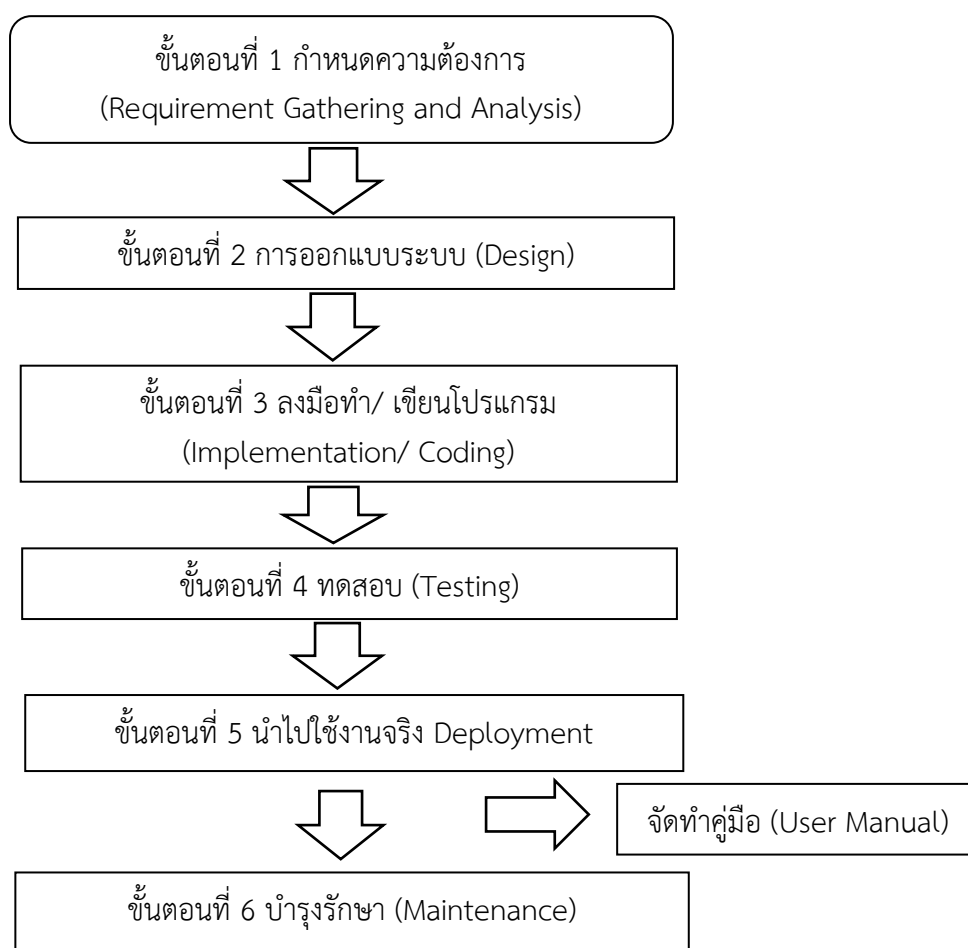 ขั้นตอนที่ 1 กำหนดความต้องการ
(Requirement Gathering and Analysis)
ขั้นตอนที่ 2 การออกแบบระบบ (Design)
ขั้นตอนที่ 3 ลงมือทำ/ เขียนโปรแกรม
(Implementation/ Coding)
ขั้นตอนที่ 4 ทดสอบ (Testing)
ขั้นตอนที่ 5 นำไปใช้งานจริง Deployment
จัดทำคู่มือ (User Manual)
ขั้นตอนที่ 6 บำรุงรักษา (Maintenance)